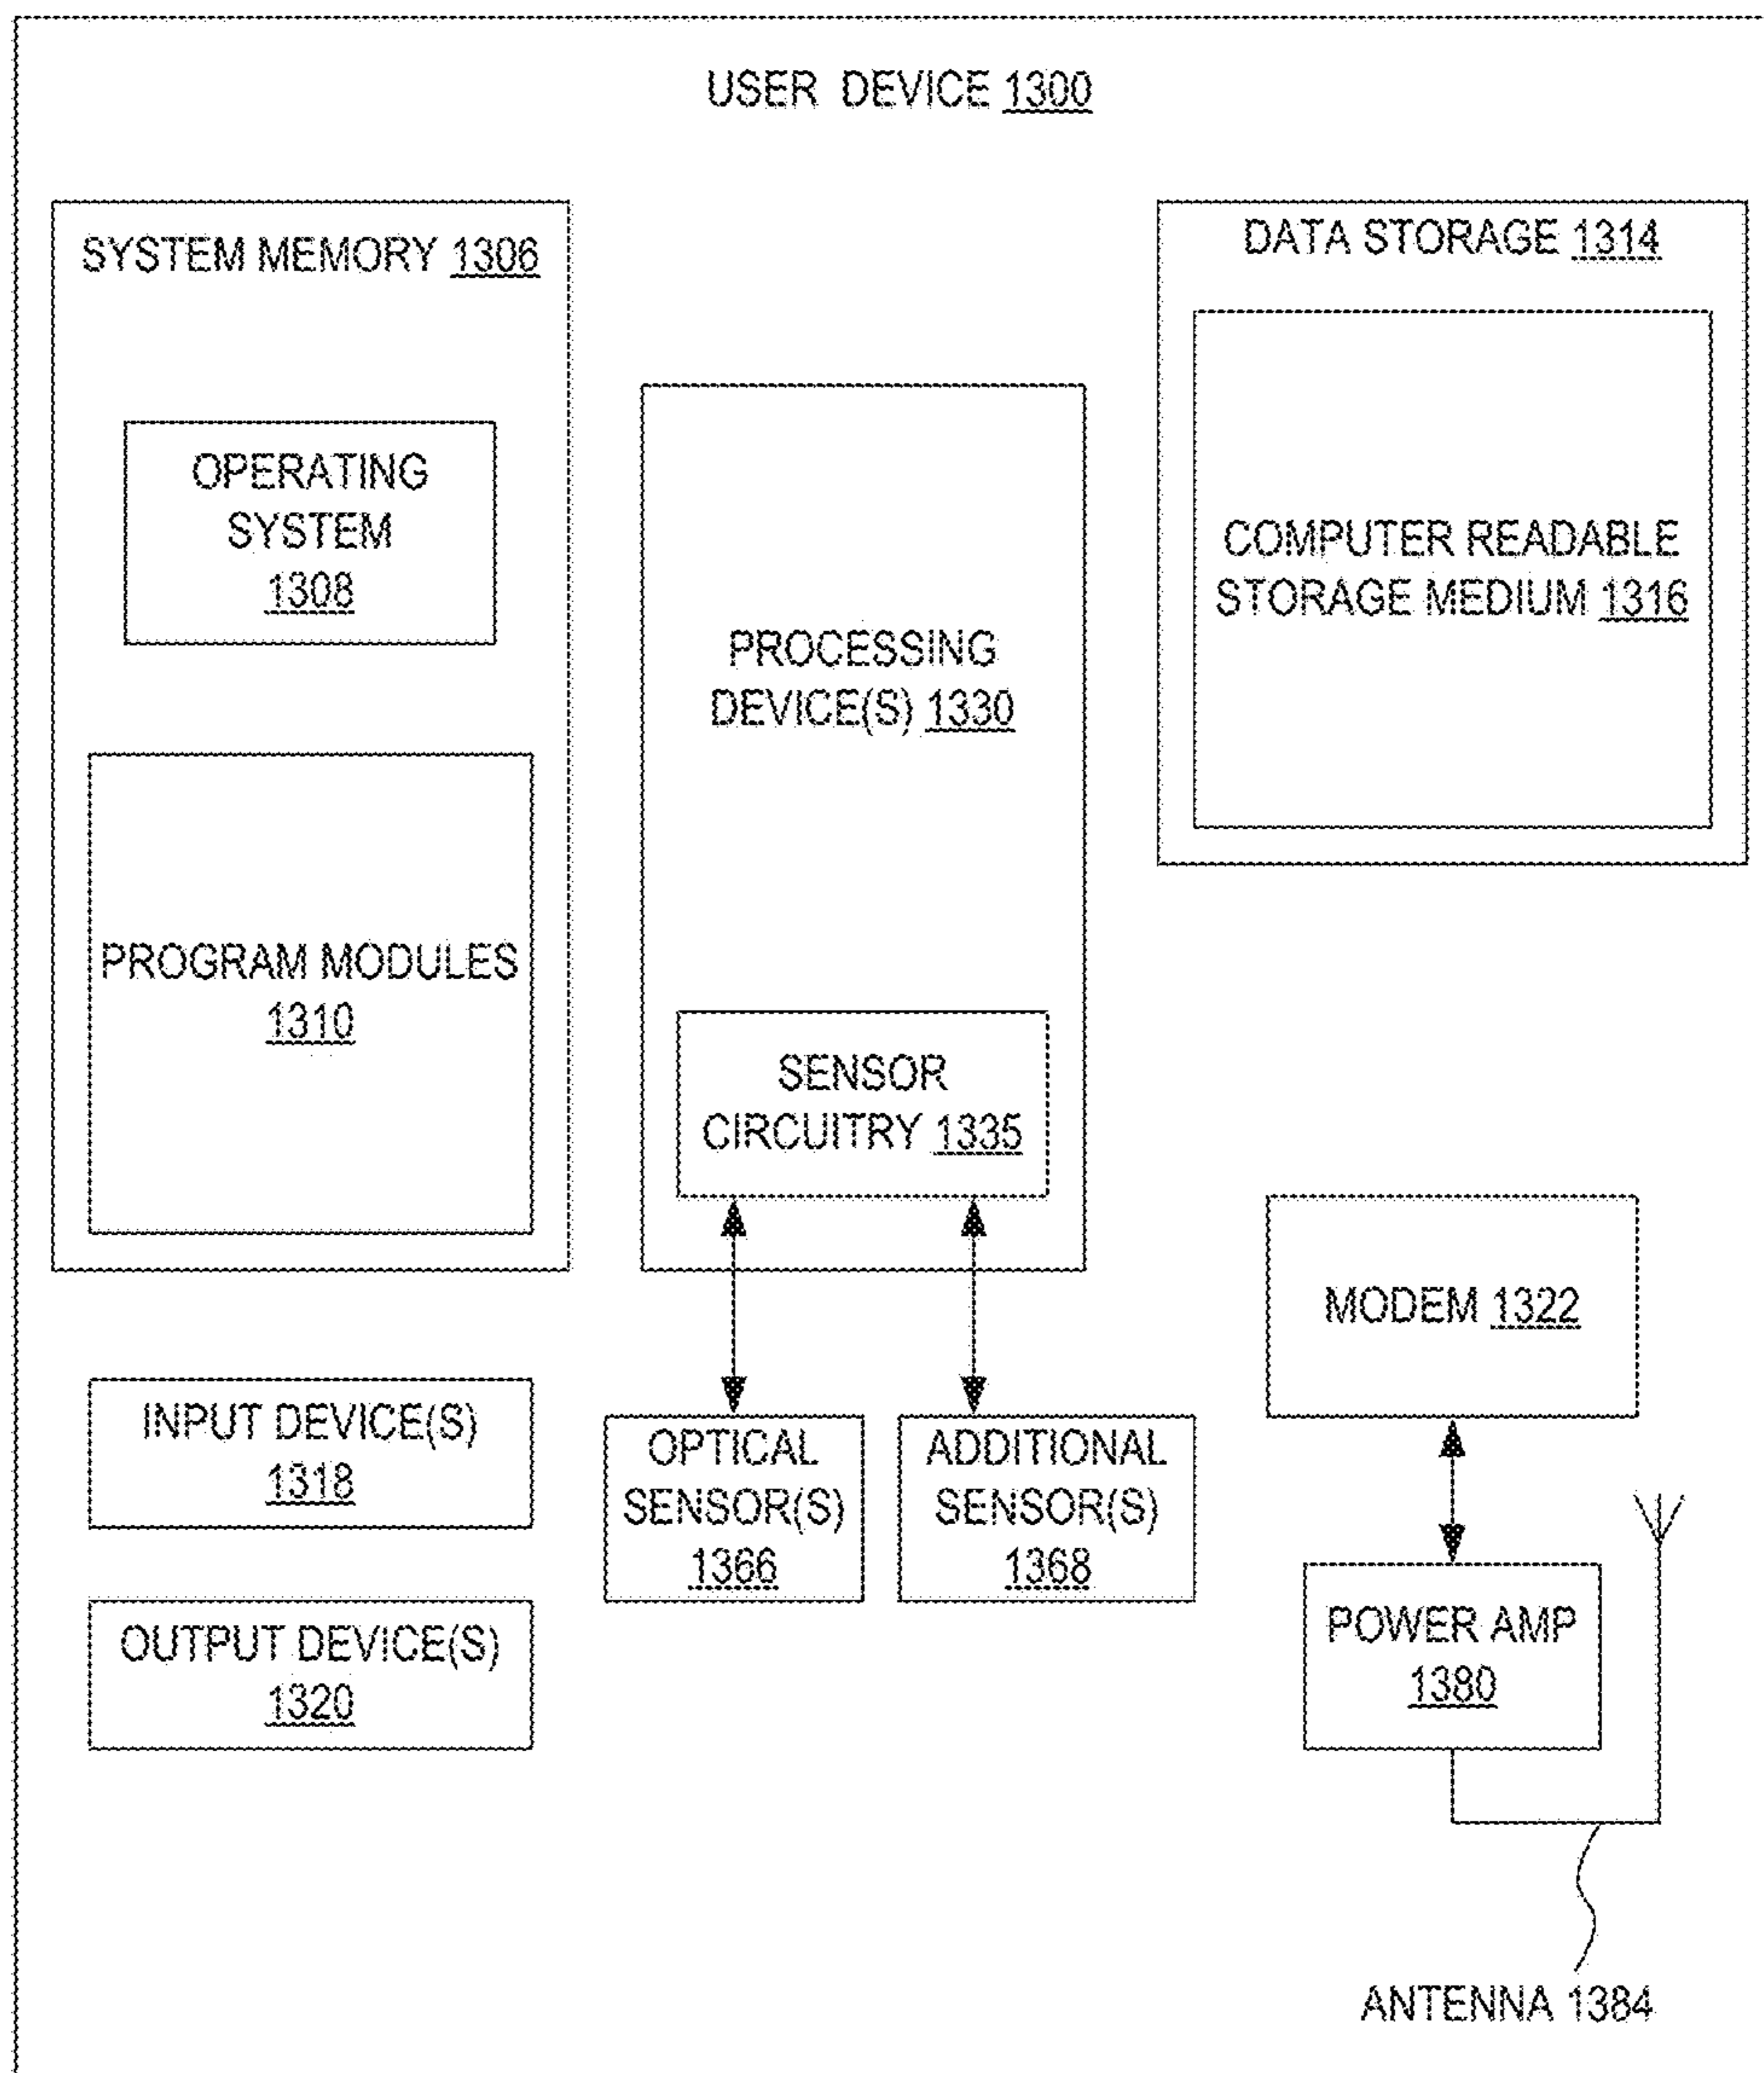 USER DEVICE 1300
SYSTEM MEMORY 1306
OPERATING
SYSTEM
1308
PROGRAM MODULES
1310
PROCESSING
DEVICE(S) 1330
SENSOR
CIRCUITRY 1335
DATA STORAGE 1314
COMPUTER READABLE
STORAGE MEDIUM 1316
INPUT DEVICE(S)
1318
OUTPUT DEVICE(S)
1320
OPTICAL
SENSOR(S)
1366
ADDITIONAL
SENSOR(S)
1368
MODEM 1322
POWER AMP
1380
ANTENNA 1384